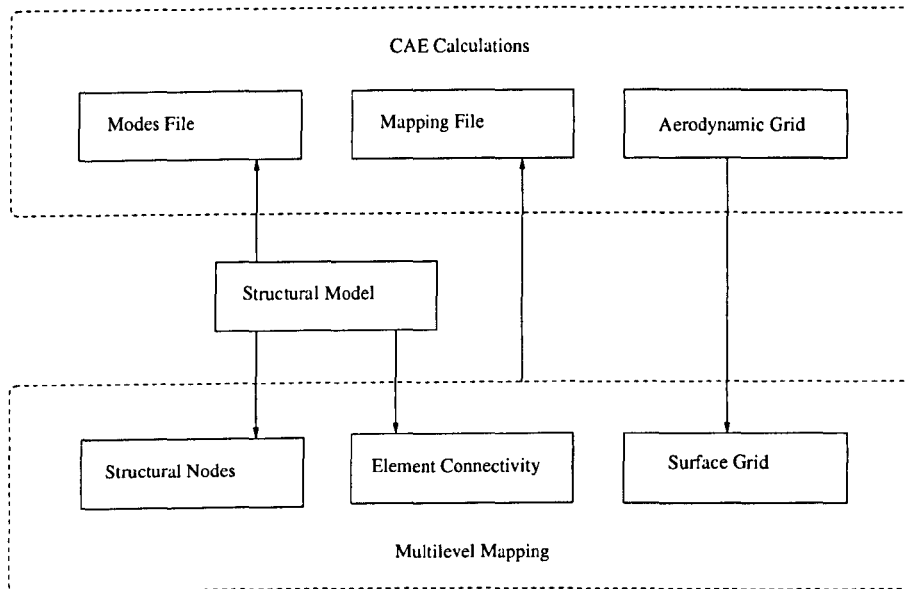 CAE Calculations
Modes File
Mapping File
Aerodynamic Grid
Structural Model
Structural Nodes
Element Connectivity
Surface Grid
Multilevel Mapping